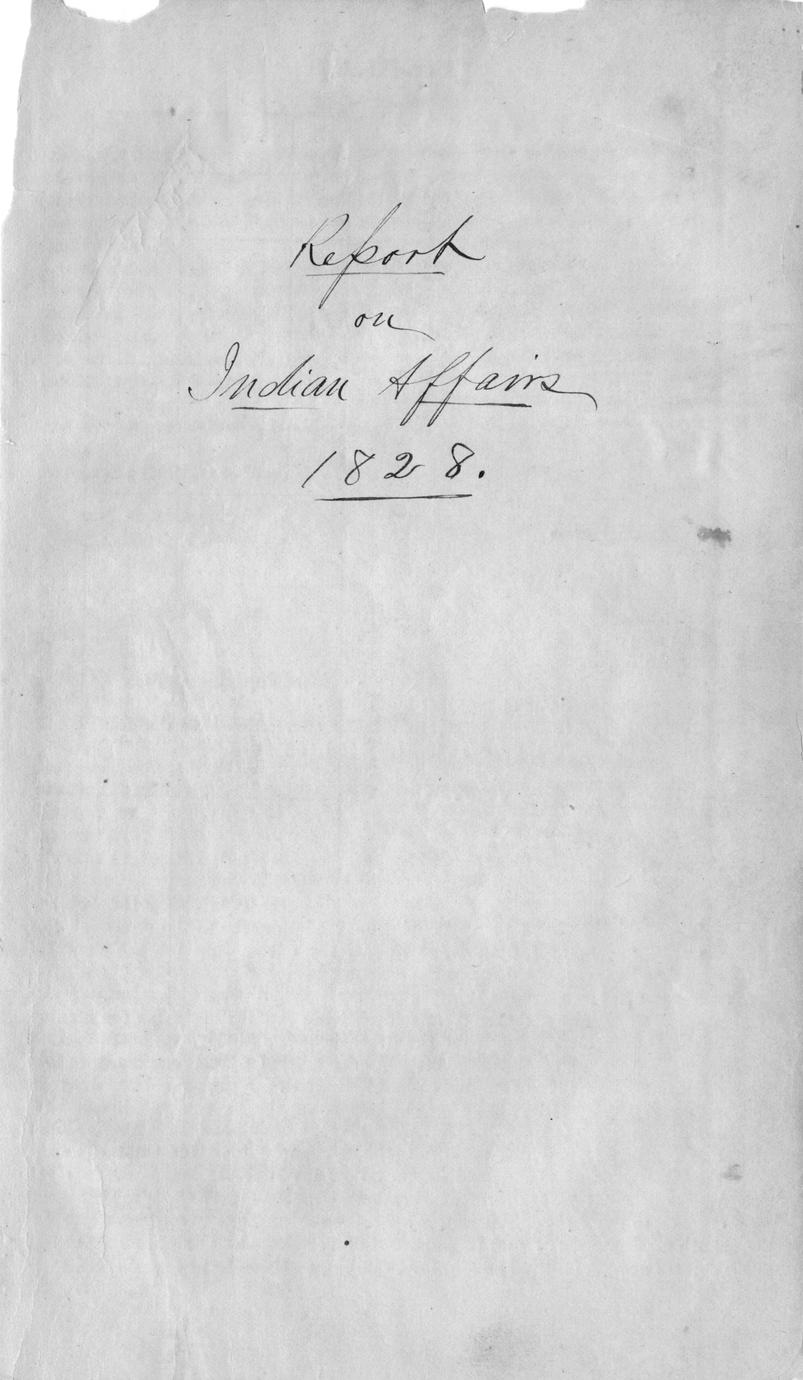 Report
on
Indian Affairs
1828.